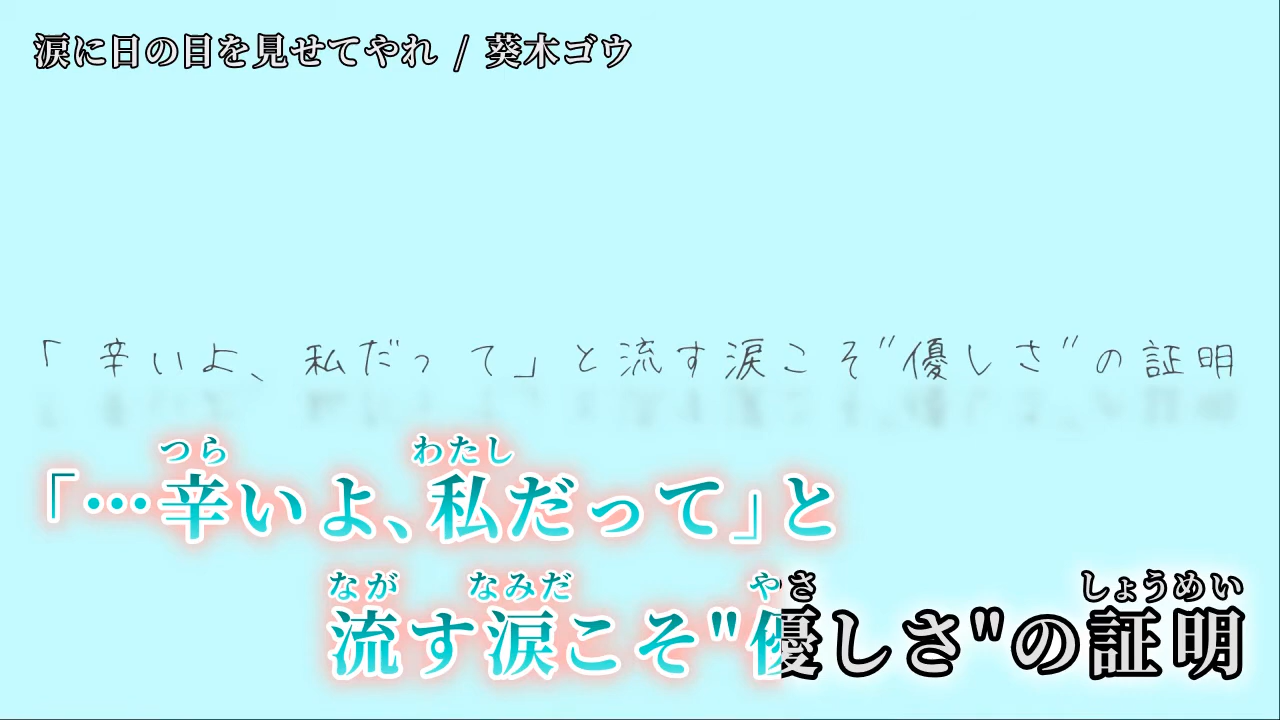 涙に日の目を見せてやれ / 葵木ゴウ
「辛いよ、私だって」と流す涙こそ"優しさ"の証明
つら わたし
「…辛いよ、私だって」と
なが なみだ やさ しょうめい
流す涙こそ"優しさ"の証明